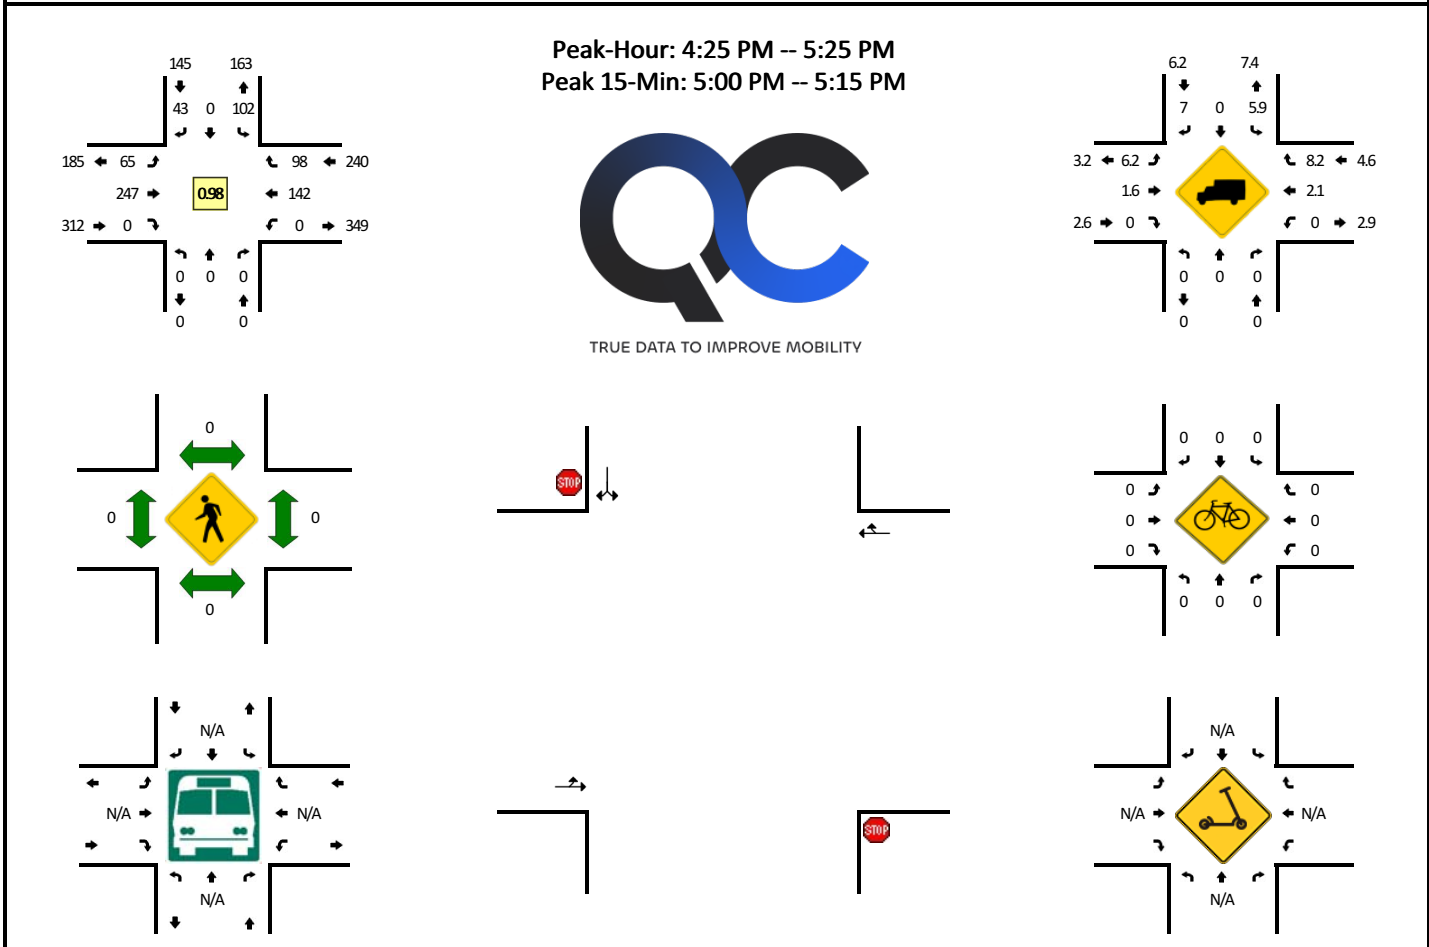 Peak-Hour: 4:25 PM -- 5:25 PM
Peak 15-Min: 5:00 PM -- 5:15 PM
145 163
43 0 102
185 65 98 240
247 0.98 142
312 0 0 349
0 0 0
0 0
QC
TRUE DATA TO IMPROVE MOBILITY
6.2 7.4
7 0 5.9
3.2 6.2 8.2 4.6
1.6 2.1
2.6 0 0 2.9
0 0 0
0 0
0
0 0
0
STOP
STOP
0 0 0
0 0
0 0
0 0
0 0 0
N/A
N/A N/A
N/A
N/A
N/A N/A
N/A